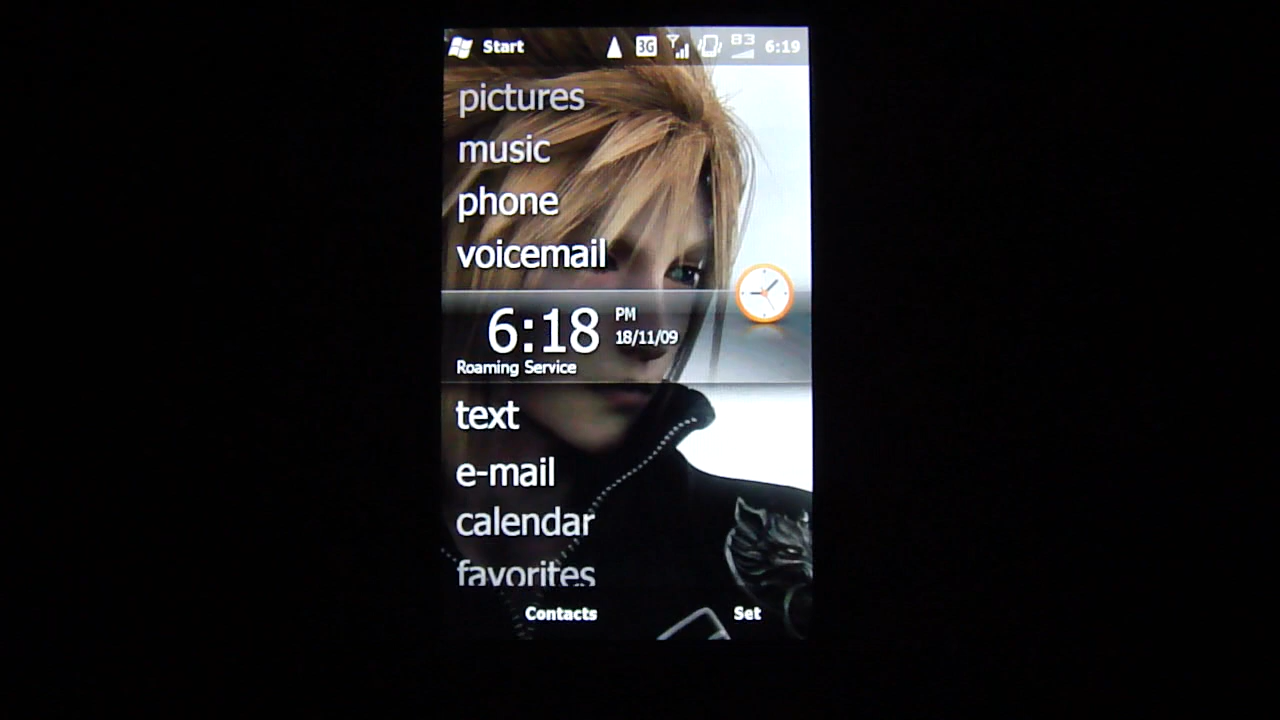 Start 3G 83 6:19
pictures
music
phone
voicemail
6:18 PM
18/11/09
Roaming Service
text
e-mail
calendar
favorites
Contacts Set